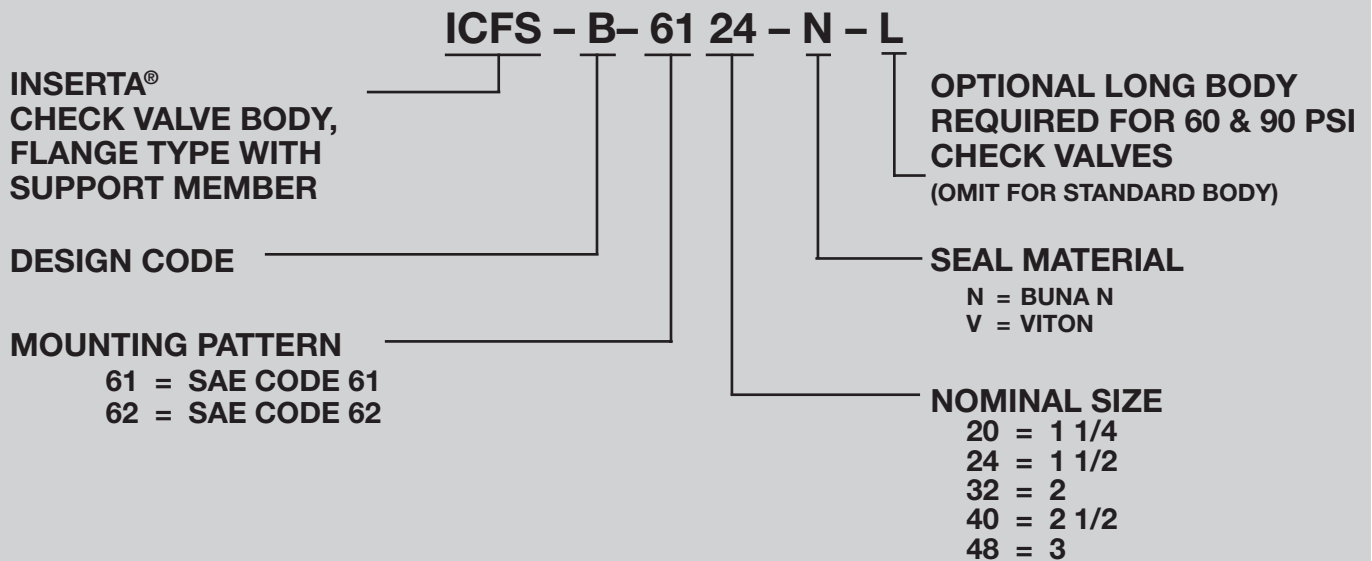 ICFS – B– 61 24 – N – L
INSERTA®
CHECK VALVE BODY,
FLANGE TYPE WITH
SUPPORT MEMBER
DESIGN CODE
MOUNTING PATTERN
61 = SAE CODE 61
62 = SAE CODE 62
OPTIONAL LONG BODY
REQUIRED FOR 60 & 90 PSI
CHECK VALVES
(OMIT FOR STANDARD BODY)
SEAL MATERIAL
N = BUNA N
V = VITON
NOMINAL SIZE
20 = 1 1/4
24 = 1 1/2
32 = 2
40 = 2 1/2
48 = 3